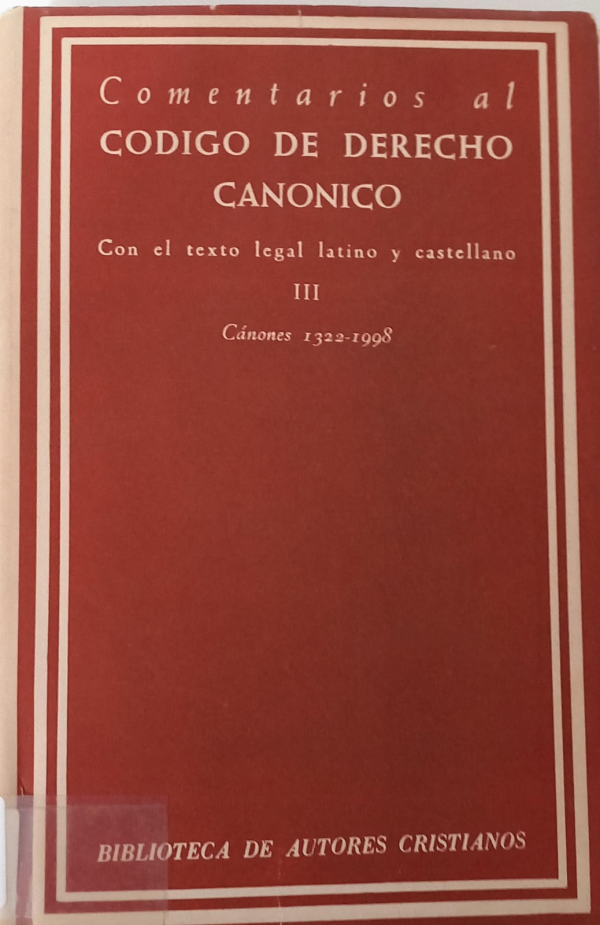 Comentarios al
CODIGO DE DERECHO
CANONICO
Con el texto legal latino y castellano
III
Cánones 1322-1998
BIBLIOTECA DE AUTORES CRISTIANOS